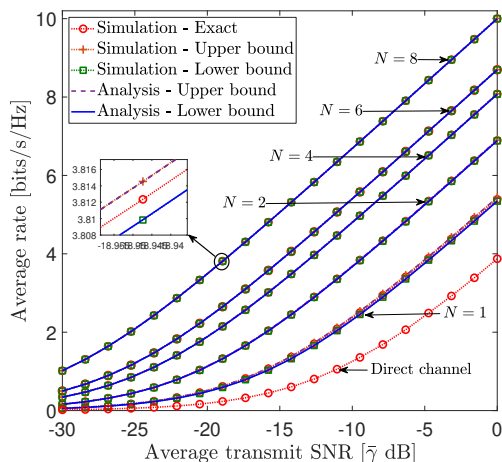 10
8
6
4
2
0
Average rate [bits/s/Hz]
Simulation - Exact
Simulation - Upper bound
Simulation - Lower bound
Analysis - Upper bound
Analysis - Lower bound
N = 8
N = 6
N = 4
N = 2
N = 1
Direct channel
3.816
3.814
3.812
3.81
3.808
-18.94
-30
-25
-20
-15
-10
-5
0
Average transmit SNR [γ̄ dB]